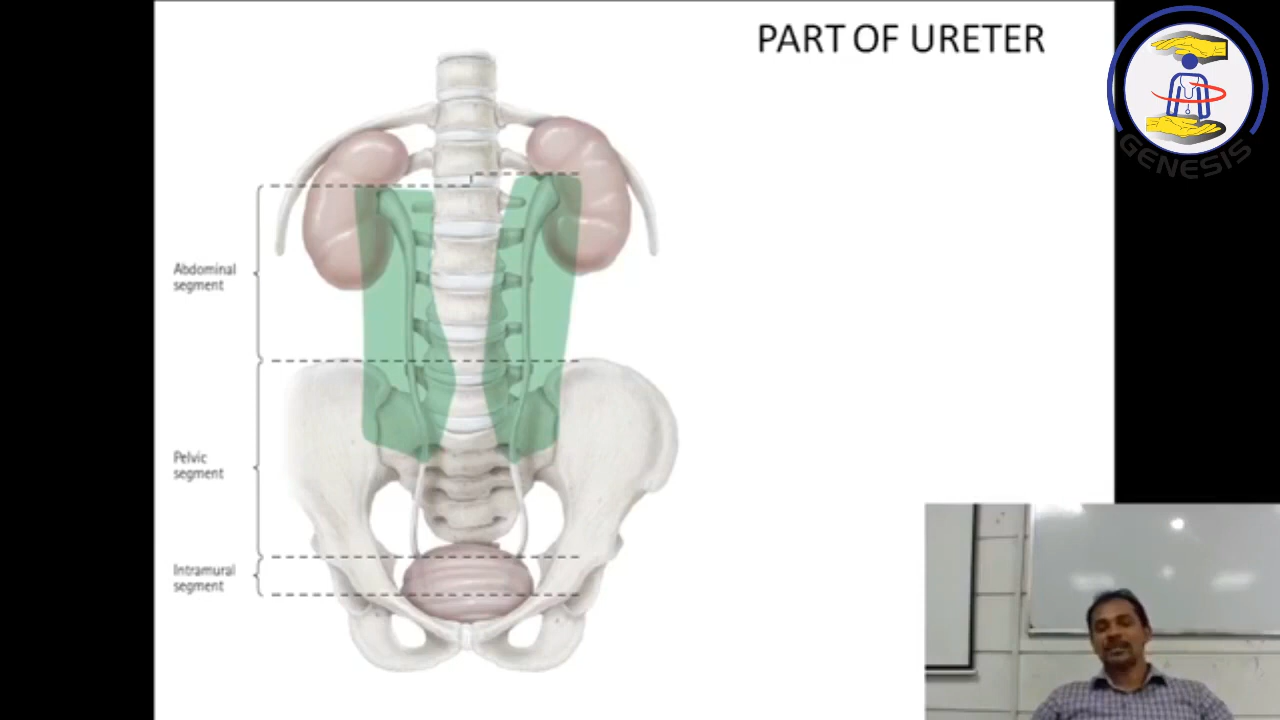 PART OF URETER
GENESIS
Abdominal
segment
Pelvic
segment
Intramural
segment